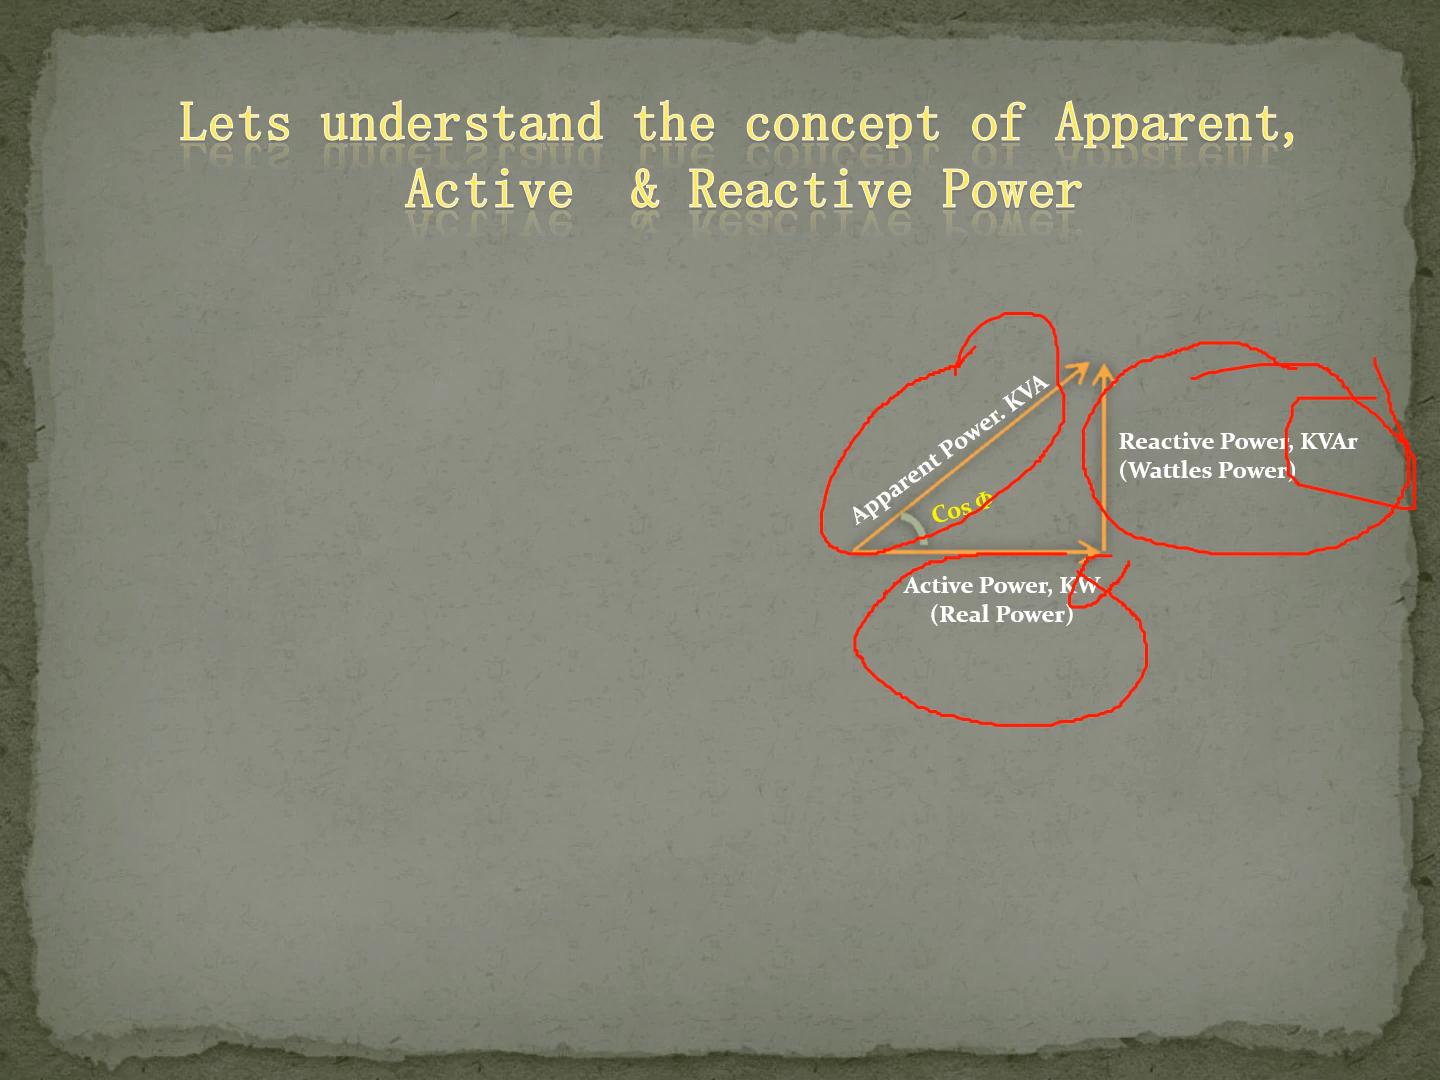 Lets understand the concept of Apparent,
Active & Reactive Power
Apparent Power. KVA
Cos Φ
Reactive Power, KVAr
(Wattles Power)
Active Power, KW
(Real Power)